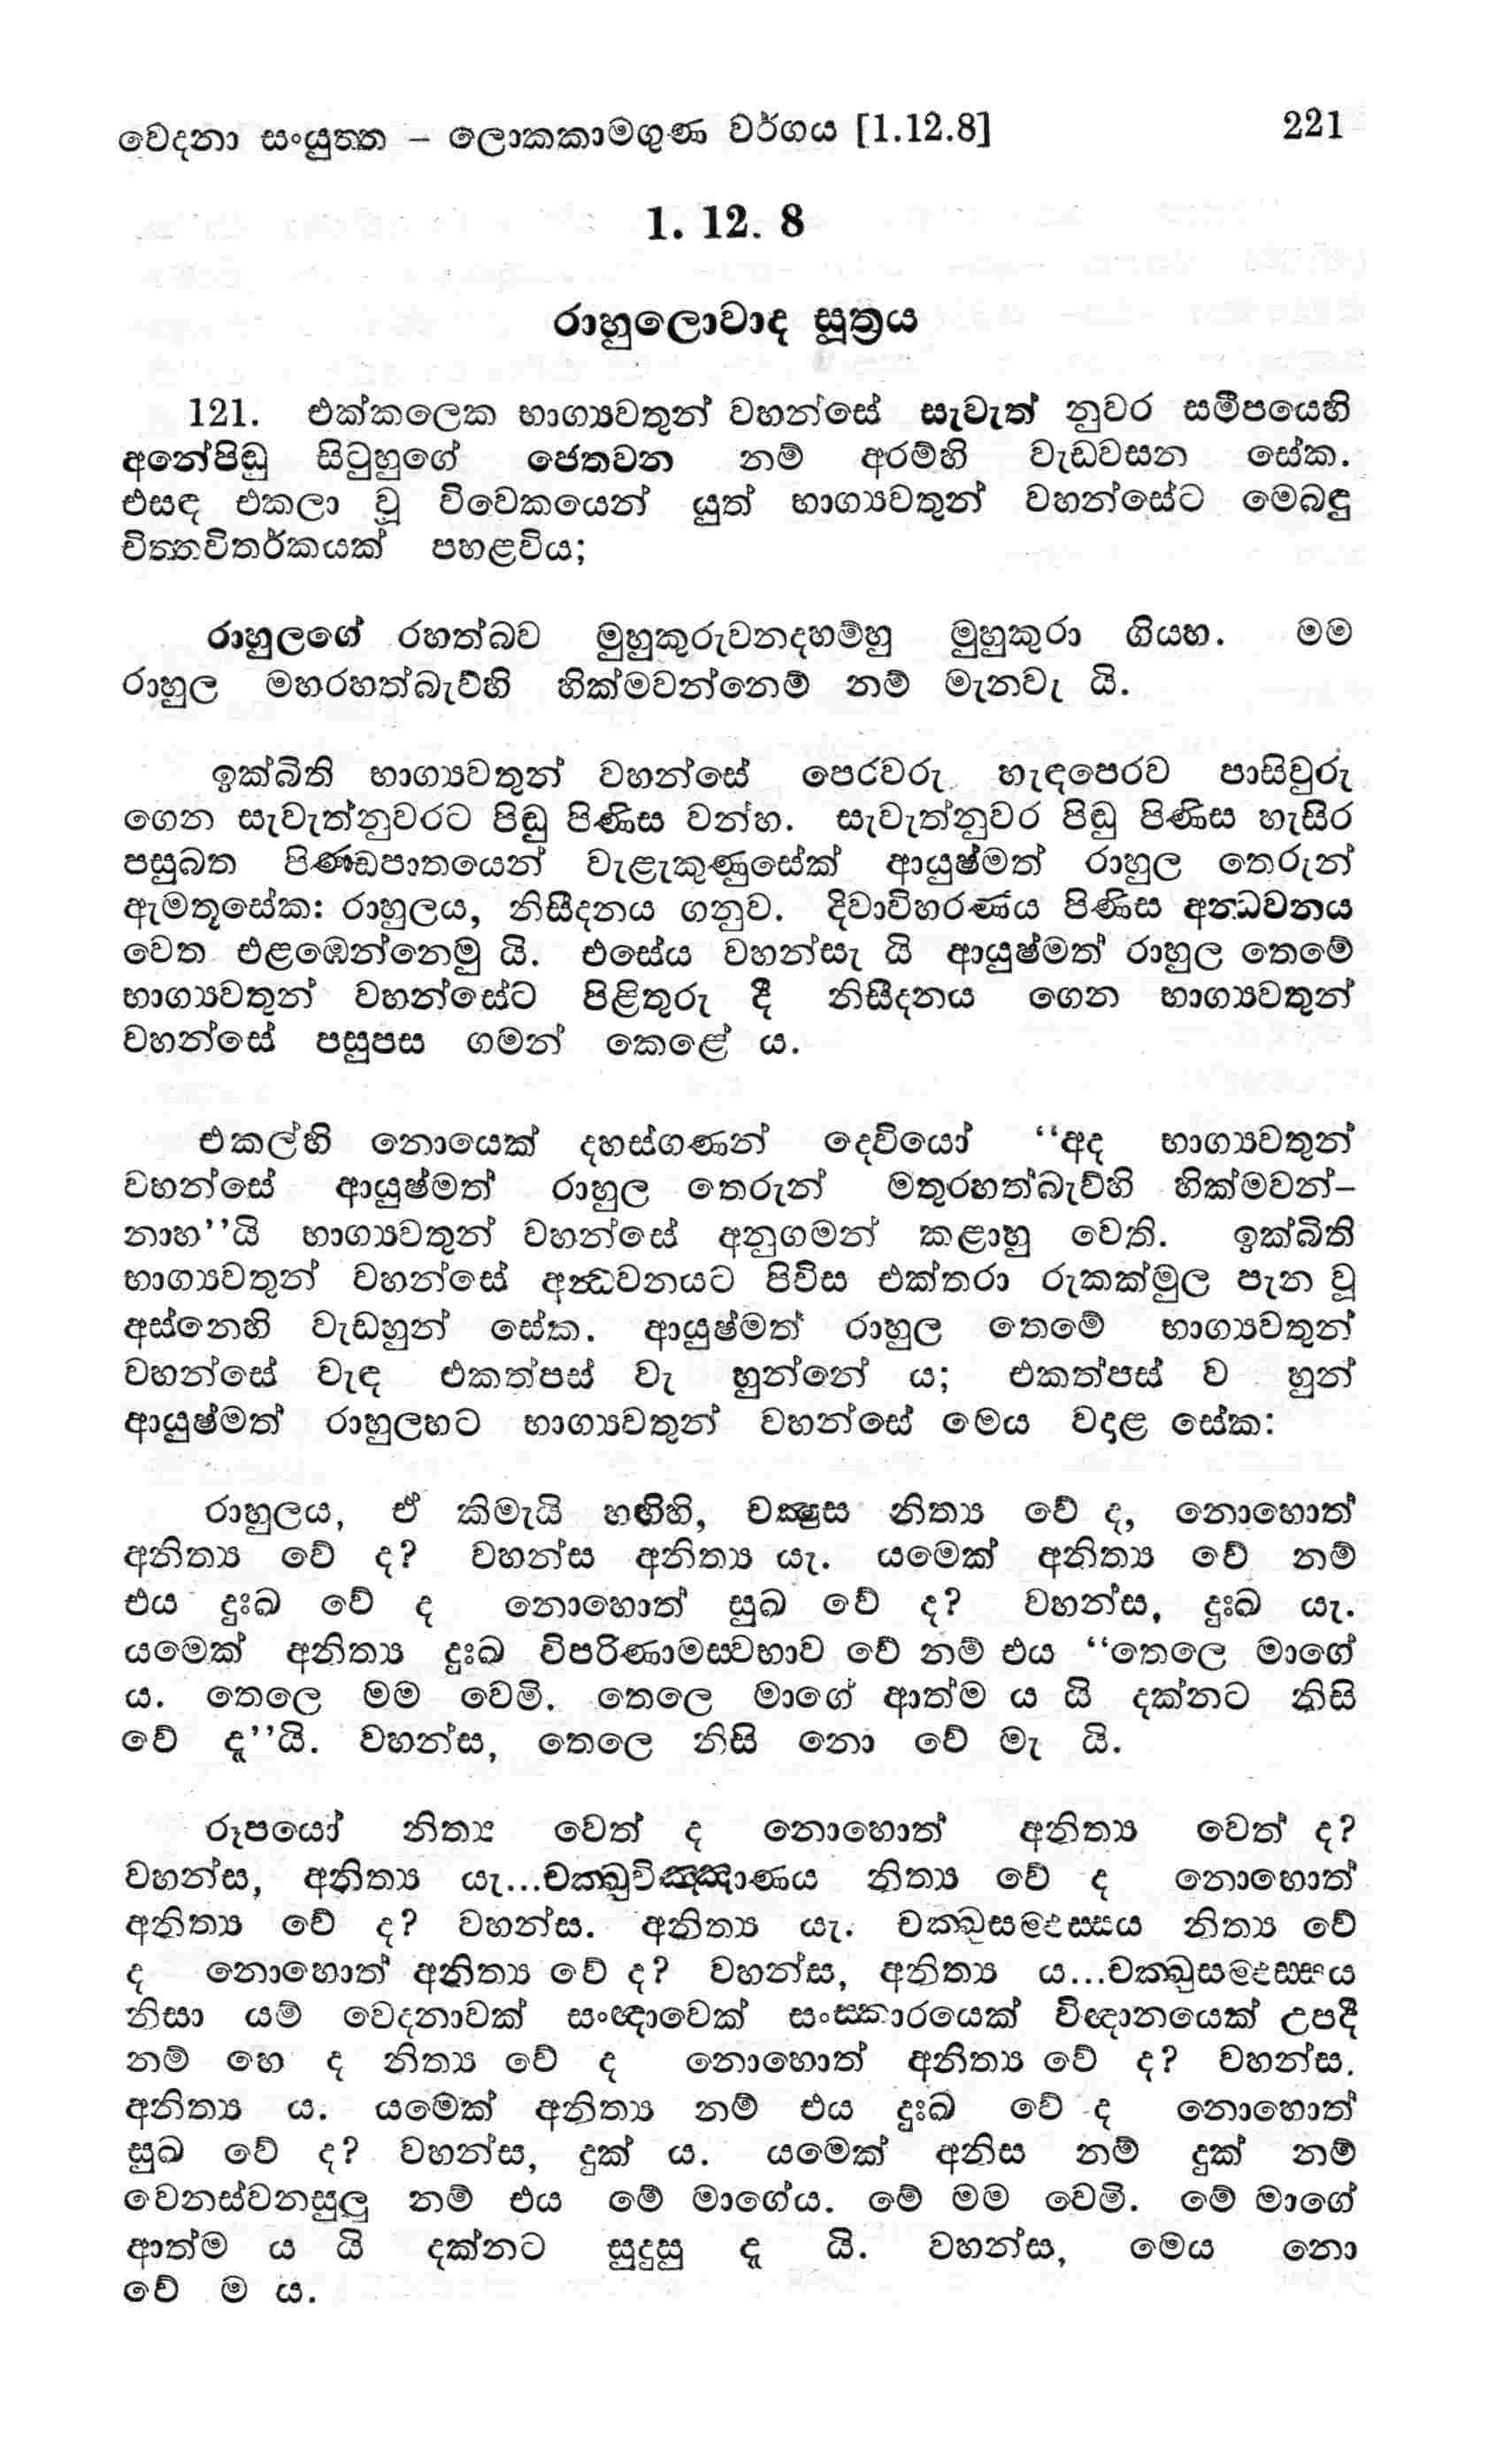 වෙදනා සංයුත්ත – ලොකකාමගුණ වර්ගය [1.12.8] 221
1. 12. 8
රාහුලොවාද සූත්‍රය
121. එක්කලෙක භාග්‍යවතුන් වහන්සේ සැවැත් නුවර සමීපයෙහි
අනේපිඬු සිටුහුගේ ජෙතවන නම් අරම්හි වැඩවසන සේක.
එසඳ එකලා වූ විවෙකයෙන් යුත් භාග්‍යවතුන් වහන්සේට මෙබඳු
චිත්තවිතර්කයක් පහළවිය;
රාහුලගේ රහත්බව මුහුකුරුවනදහම්හු මුහුකුරා ගියහ. මම
රාහුල මහරහත්බැව්හි හික්මවන්නෙම් නම් මැනවැ යි.
ඉක්බිති භාග්‍යවතුන් වහන්සේ පෙරවරු හැඳපෙරව පාසිවුරු
ගෙන සැවැත්නුවරට පිඬු පිණිස වන්හ. සැවැත්නුවර පිඬු පිණිස හැසිර
පසුබත පිණ්ඩපාතයෙන් වැළැකුණුසේක් ආයුෂ්මත් රාහුල තෙරුන්
ඇමතූසේක: රාහුලය, නිසීදනය ගනුව. දිවාවිහරණය පිණිස අන්ධවනය
වෙත එළඹෙන්නෙමු යි. එසේය වහන්සැ යි ආයුෂ්මත් රාහුල තෙමේ
භාග්‍යවතුන් වහන්සේට පිළිතුරු දී නිසීදනය ගෙන භාග්‍යවතුන්
වහන්සේ පසුපස ගමන් කෙළේ ය.
එකල්හි නොයෙක් දහස්ගණන් දෙවියෝ “අද භාග්‍යවතුන්
වහන්සේ ආයුෂ්මත් රාහුල තෙරුන් මතුරහත්බැව්හි හික්මවන්–
නාහ”යි භාග්‍යවතුන් වහන්සේ අනුගමන් කළාහු වෙති. ඉක්බිති
භාග්‍යවතුන් වහන්සේ අන්ධවනයට පිවිස එක්තරා රුකක්මුල පැන වූ
අස්නෙහි වැඩහුන් සේක. ආයුෂ්මත් රාහුල තෙමේ භාග්‍යවතුන්
වහන්සේ වැඳ එකත්පස් වැ හුන්නේ ය; එකත්පස් ව හුන්
ආයුෂ්මත් රාහුලහට භාග්‍යවතුන් වහන්සේ මෙය වදාළ සේක:
රාහුලය, ඒ කිමැයි හඟිහි, චක්‍ෂුස නිත්‍ය වේ ද, නොහොත්
අනිත්‍ය වේ ද? වහන්ස අනිත්‍ය යැ. යමෙක් අනිත්‍ය වේ නම්
එය දුඃඛ වේ ද නොහොත් සුඛ වේ ද? වහන්ස, දුඃඛ යැ.
යමෙක් අනිත්‍ය දුඃඛ විපරිණාමස්වභාව වේ නම් එය “තෙලෙ මාගේ
ය. තෙලෙ මම වෙමි. තෙලෙ මාගේ ආත්ම ය යි දක්නට නිසි
වේ දැ”යි. වහන්ස, තෙලෙ නිසි නො වේ මැ යි.
රූපයෝ නිත්‍ය වෙත් ද නොහොත් අනිත්‍ය වෙත් ද?
වහන්ස, අනිත්‍ය යැ...චක්ඛුවිඤ්ඤාණය නිත්‍ය වේ ද නොහොත්
අනිත්‍ය වේ ද? වහන්ස. අනිත්‍ය යැ. චක්ඛුසම්ඵස්සය නිත්‍ය වේ
ද නොහොත් අනිත්‍ය වේ ද? වහන්ස, අනිත්‍ය ය...චක්ඛුසම්ඵස්සය
නිසා යම් වෙදනාවක් සංඥාවෙක් සංස්කාරයෙක් විඥානයෙක් උපදී
නම් හෙ ද නිත්‍ය වේ ද නොහොත් අනිත්‍ය වේ ද? වහන්ස.
අනිත්‍ය ය. යමෙක් අනිත්‍ය නම් එය දුඃඛ වේ ද නොහොත්
සුඛ වේ ද? වහන්ස, දුක් ය. යමෙක් අනිස නම් දුක් නම්
වෙනස්වනසුලු නම් එය මේ මාගේය. මේ මම වෙමි. මේ මාගේ
ආත්ම ය යි දක්නට සුදුසු දැ යි. වහන්ස, මෙය නො
වේ ම ය.